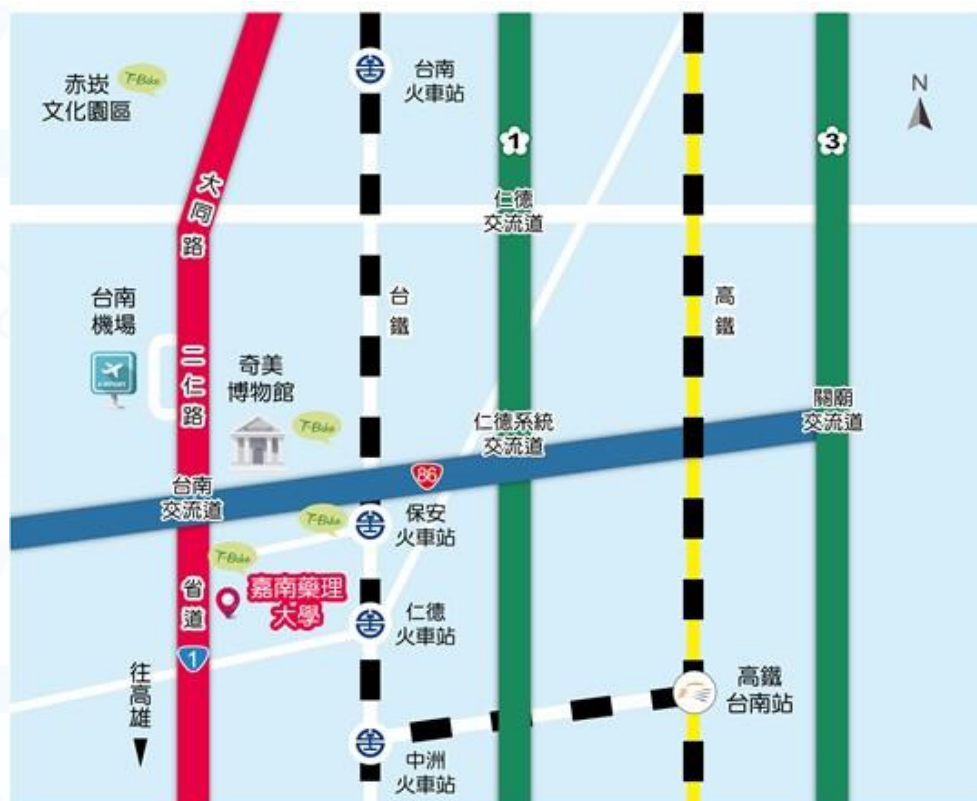 台南
火車站
赤崁
文化園區
T-Bike
N
1
3
大同路
仁德
交流道
台南
機場
AIRPORT
台鐵
高鐵
二仁路
奇美
博物館
T-Bike
關廟
交流道
仁德系統
交流道
86
台南
交流道
T-Bike
保安
火車站
T-Bike
省道
嘉南藥理
大學
仁德
火車站
1
往高雄
高鐵
台南站
中洲
火車站